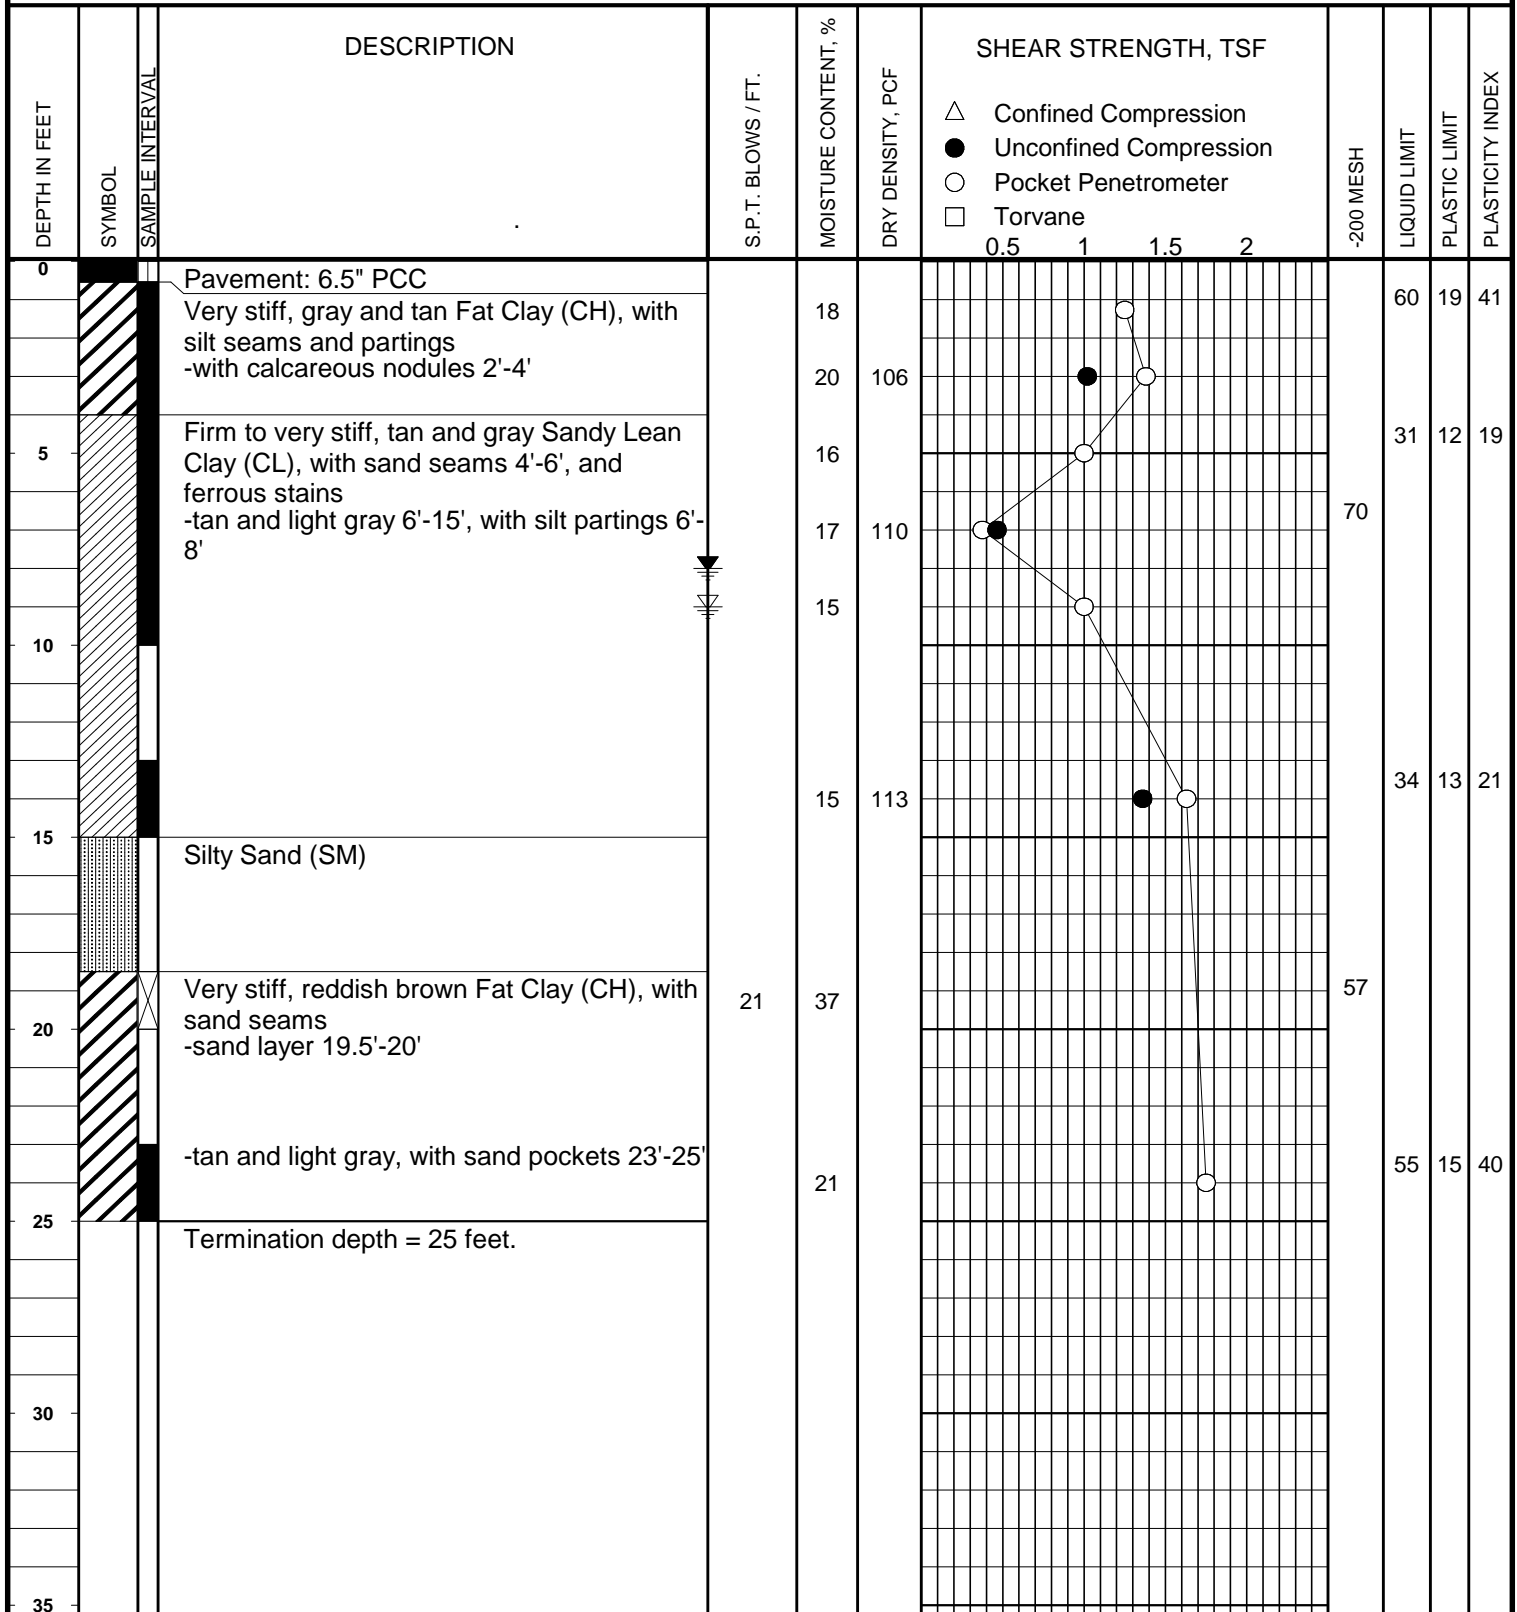 DEPTH IN FEET
SYMBOL
SAMPLE INTERVAL
DESCRIPTION
.
S.P.T. BLOWS / FT.
MOISTURE CONTENT, %
DRY DENSITY, PCF
SHEAR STRENGTH, TSF
Confined Compression
Unconfined Compression
Pocket Penetrometer
Torvane
0.5 1 1.5 2
-200 MESH
LIQUID LIMIT
PLASTIC LIMIT
PLASTICITY INDEX
0
Pavement: 6.5" PCC
Very stiff, gray and tan Fat Clay (CH), with
silt seams and partings
-with calcareous nodules 2'-4'
18
60 19 41
20 106
Firm to very stiff, tan and gray Sandy Lean
Clay (CL), with sand seams 4'-6', and
ferrous stains
-tan and light gray 6'-15', with silt partings 6'-
8'
31 12 19
5
16
70
17 110
15
10
34 13 21
15 113
15
Silty Sand (SM)
Very stiff, reddish brown Fat Clay (CH), with
sand seams
-sand layer 19.5'-20'
21 37
57
20
-tan and light gray, with sand pockets 23'-25'
55 15 40
21
25
Termination depth = 25 feet.
30
35